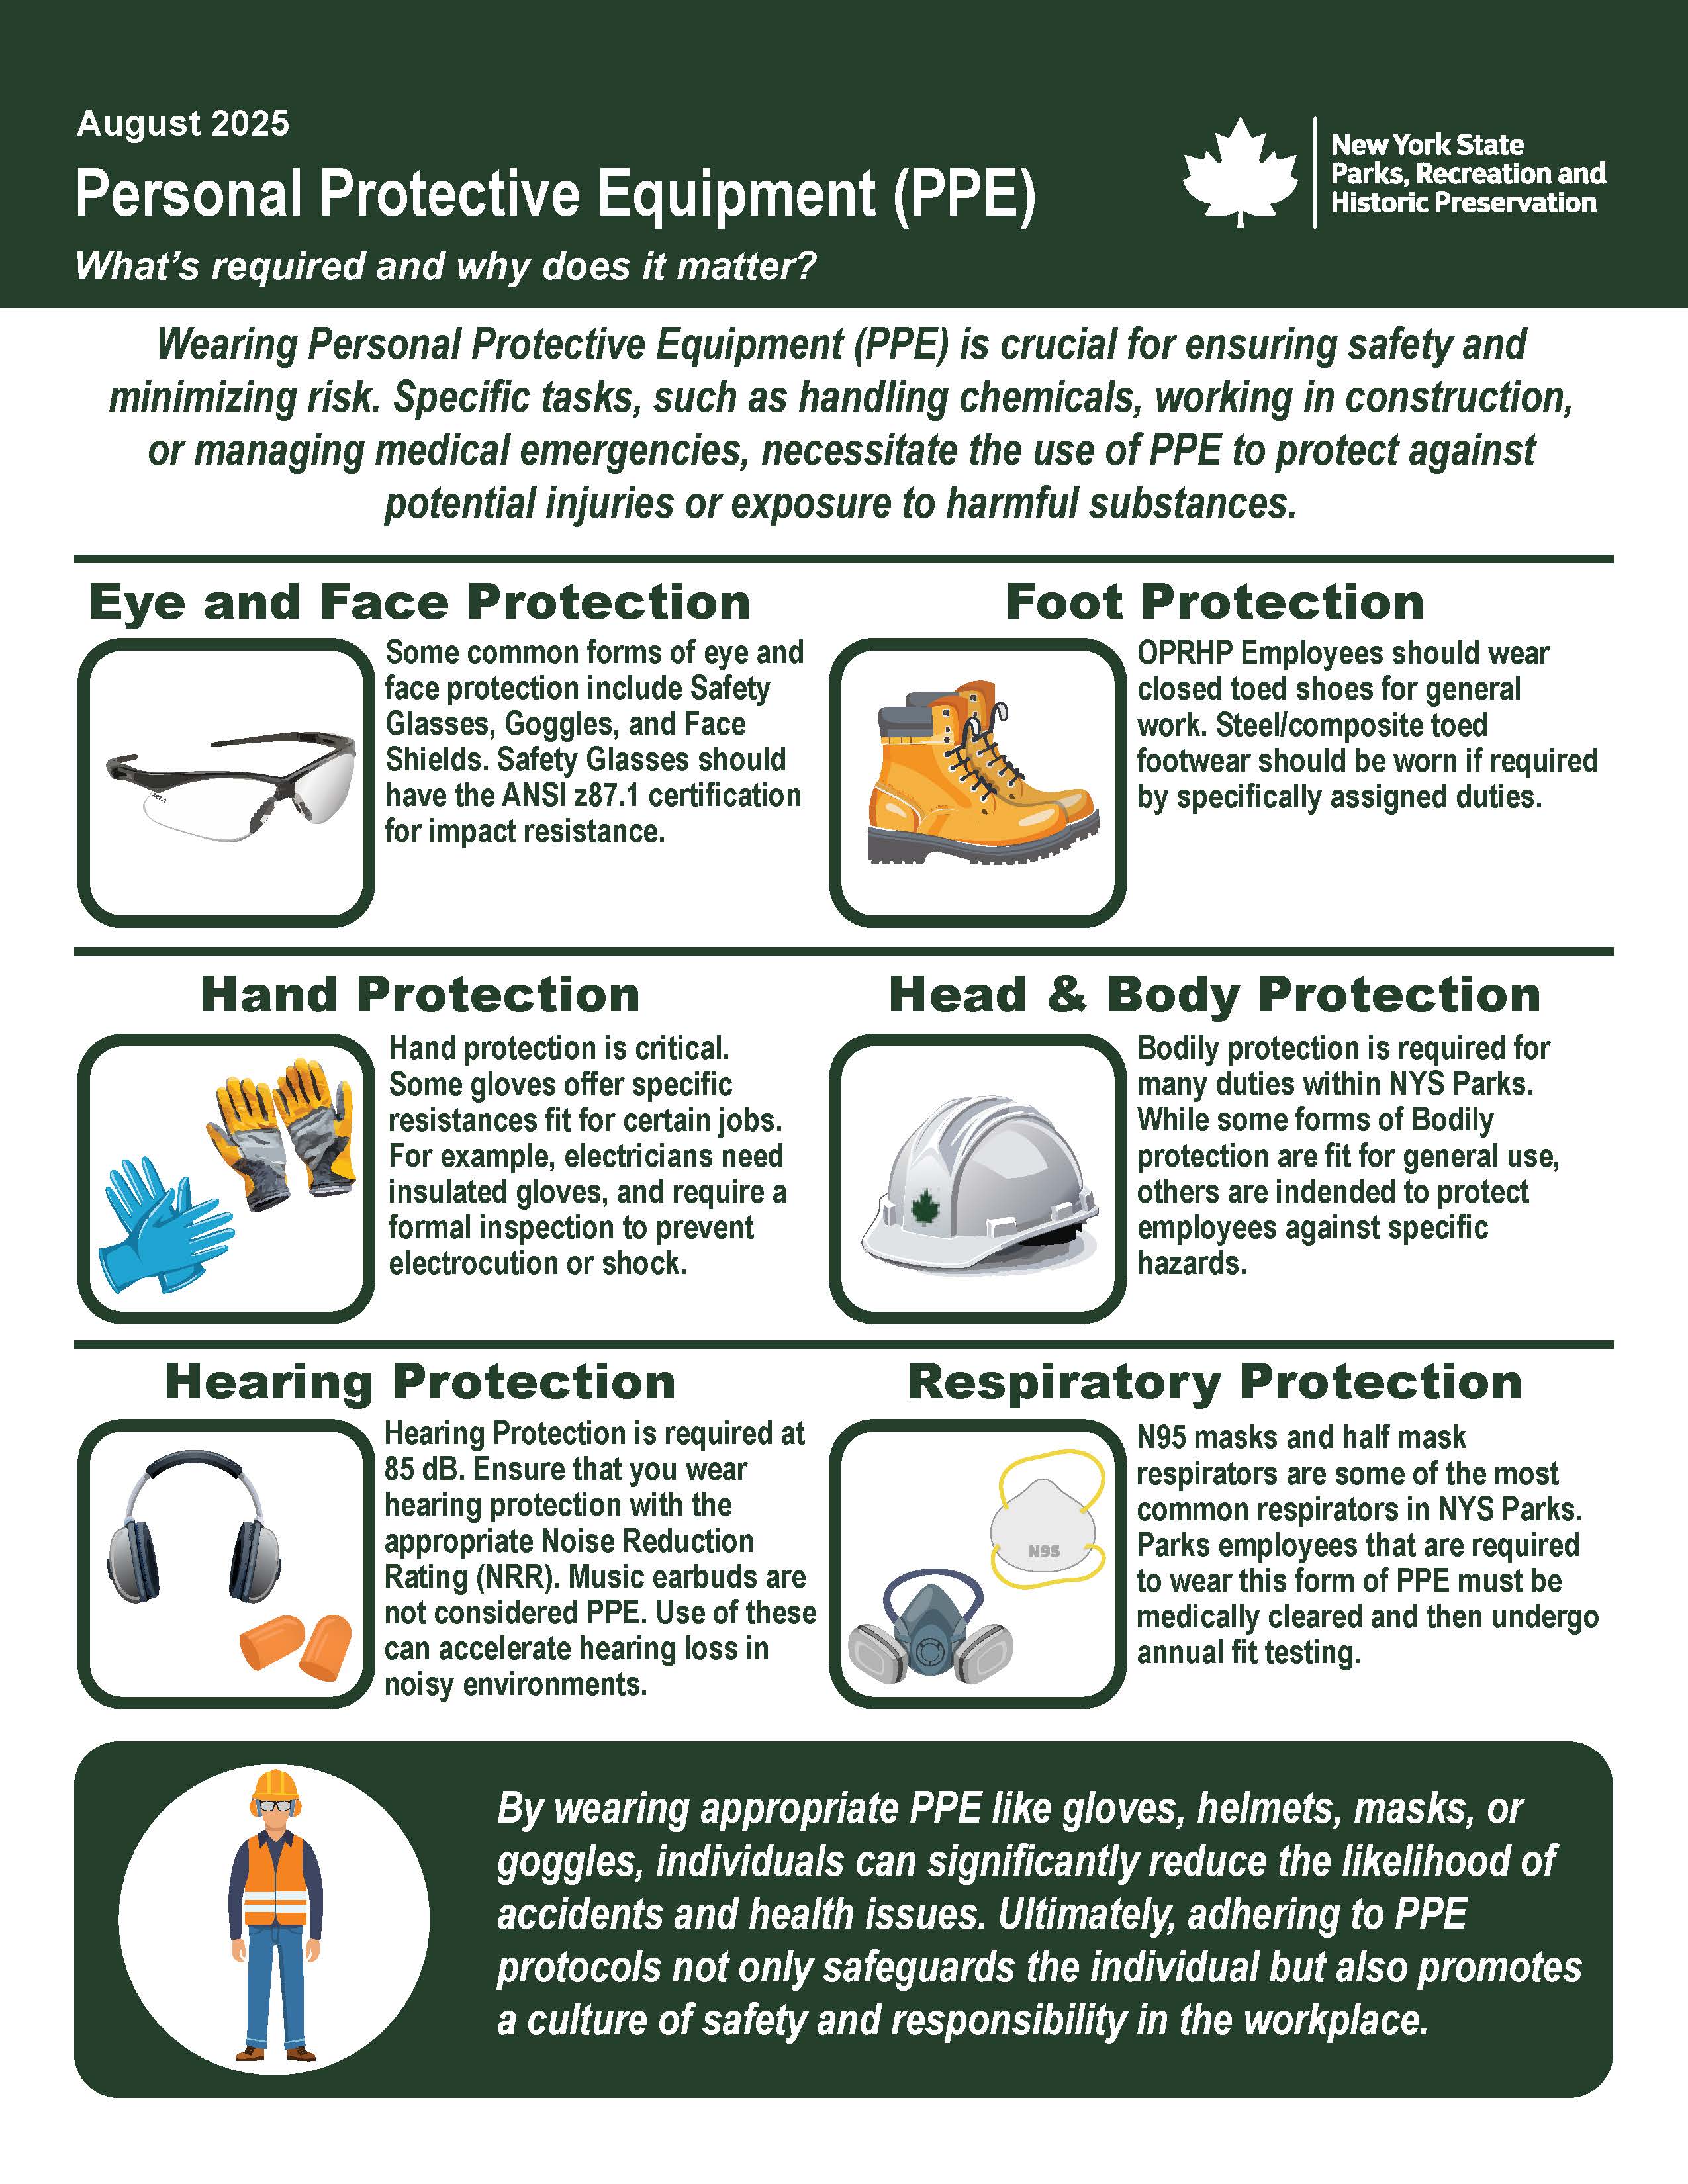 August 2025
Personal Protective Equipment (PPE)
What's required and why does it matter?
New York State
Parks, Recreation and
Historic Preservation
Wearing Personal Protective Equipment (PPE) is crucial for ensuring safety and
minimizing risk. Specific tasks, such as handling chemicals, working in construction,
or managing medical emergencies, necessitate the use of PPE to protect against
potential injuries or exposure to harmful substances.
Eye and Face Protection
Some common forms of eye and
face protection include Safety
Glasses, Goggles, and Face
Shields. Safety Glasses should
have the ANSI z87.1 certification
for impact resistance.
Foot Protection
OPRHP Employees should wear
closed toed shoes for general
work. Steel/composite toed
footwear should be worn if required
by specifically assigned duties.
Hand Protection
Hand protection is critical.
Some gloves offer specific
resistances fit for certain jobs.
For example, electricians need
insulated gloves, and require a
formal inspection to prevent
electrocution or shock.
Head & Body Protection
Bodily protection is required for
many duties within NYS Parks.
While some forms of Bodily
protection are fit for general use,
others are indended to protect
employees against specific
hazards.
Hearing Protection
Hearing Protection is required at
85 dB. Ensure that you wear
hearing protection with the
appropriate Noise Reduction
Rating (NRR). Music earbuds are
not considered PPE. Use of these
can accelerate hearing loss in
noisy environments.
Respiratory Protection
N95
N95 masks and half mask
respirators are some of the most
common respirators in NYS Parks.
Parks employees that are required
to wear this form of PPE must be
medically cleared and then undergo
annual fit testing.
By wearing appropriate PPE like gloves, helmets, masks, or
goggles, individuals can significantly reduce the likelihood of
accidents and health issues. Ultimately, adhering to PPE
protocols not only safeguards the individual but also promotes
a culture of safety and responsibility in the workplace.